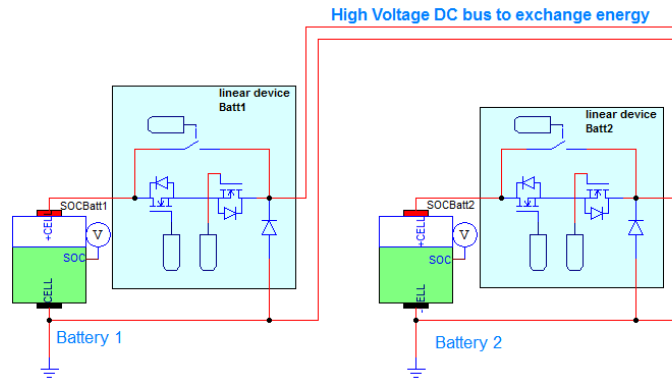 High Voltage DC bus to exchange energy
linear device
Batt1
linear device
Batt2
SOCBatt1
+CELL
V
SOC
-CELL
Battery 1
SOCBatt2
+CELL
V
SOC
-CELL
Battery 2